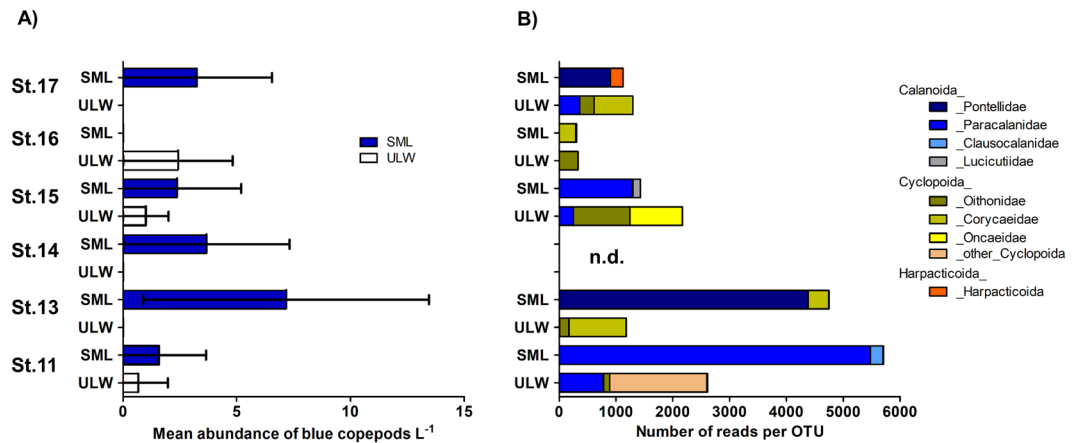 A)
B)
St.17
SML
ULW
St.16
SML
ULW
St.15
SML
ULW
St.14
SML
ULW
St.13
SML
ULW
St.11
SML
ULW
0 5 10 15
Mean abundance of blue copepods L⁻¹
SML
ULW
SML
ULW
SML
ULW
SML
ULW
n.d.
SML
ULW
SML
ULW
0 1000 2000 3000 4000 5000 6000
Number of reads per OTU
Calanoida_
_Pontellidae
_Paracalanidae
_Clausocalanidae
_Lucicutiidae
Cyclopoida_
_Oithonidae
_Corycaeidae
_Oncaeidae
_other_Cyclopoida
Harpacticoida_
_Harpacticoida